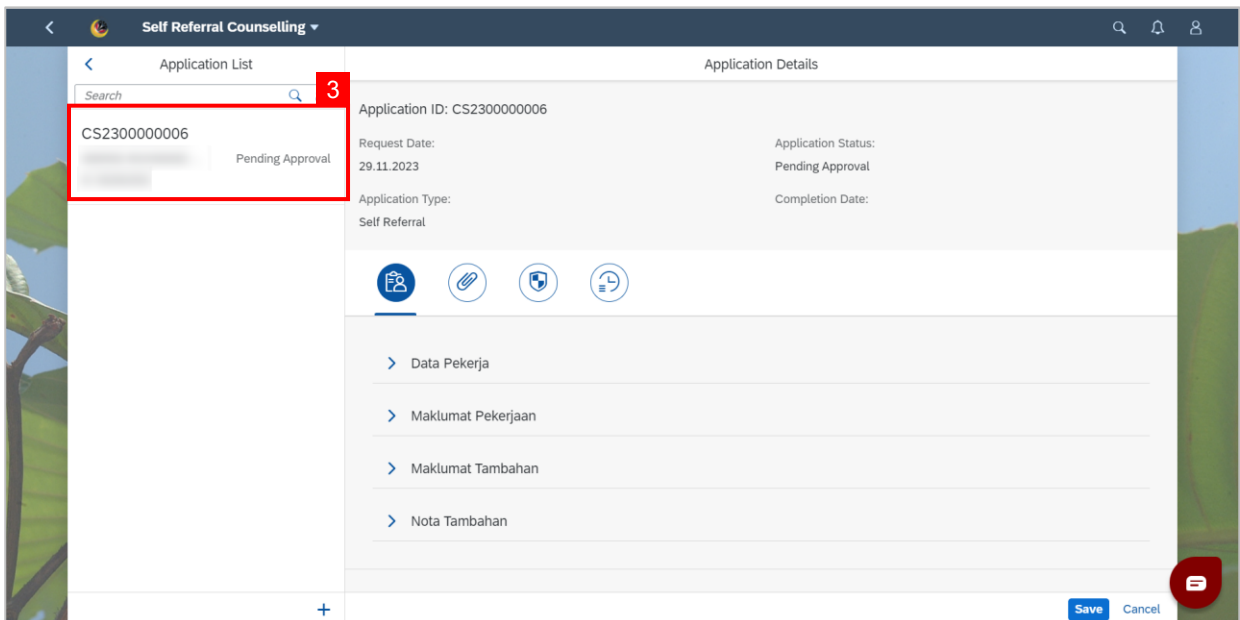 Self Referral Counselling
Application List
Application Details
Search
3
CS2300000006
Pending Approval
Application ID: CS2300000006
Request Date:
Application Status:
29.11.2023
Pending Approval
Application Type:
Completion Date:
Self Referral
Data Pekerja
Maklumat Pekerjaan
Maklumat Tambahan
Nota Tambahan
+
Save
Cancel